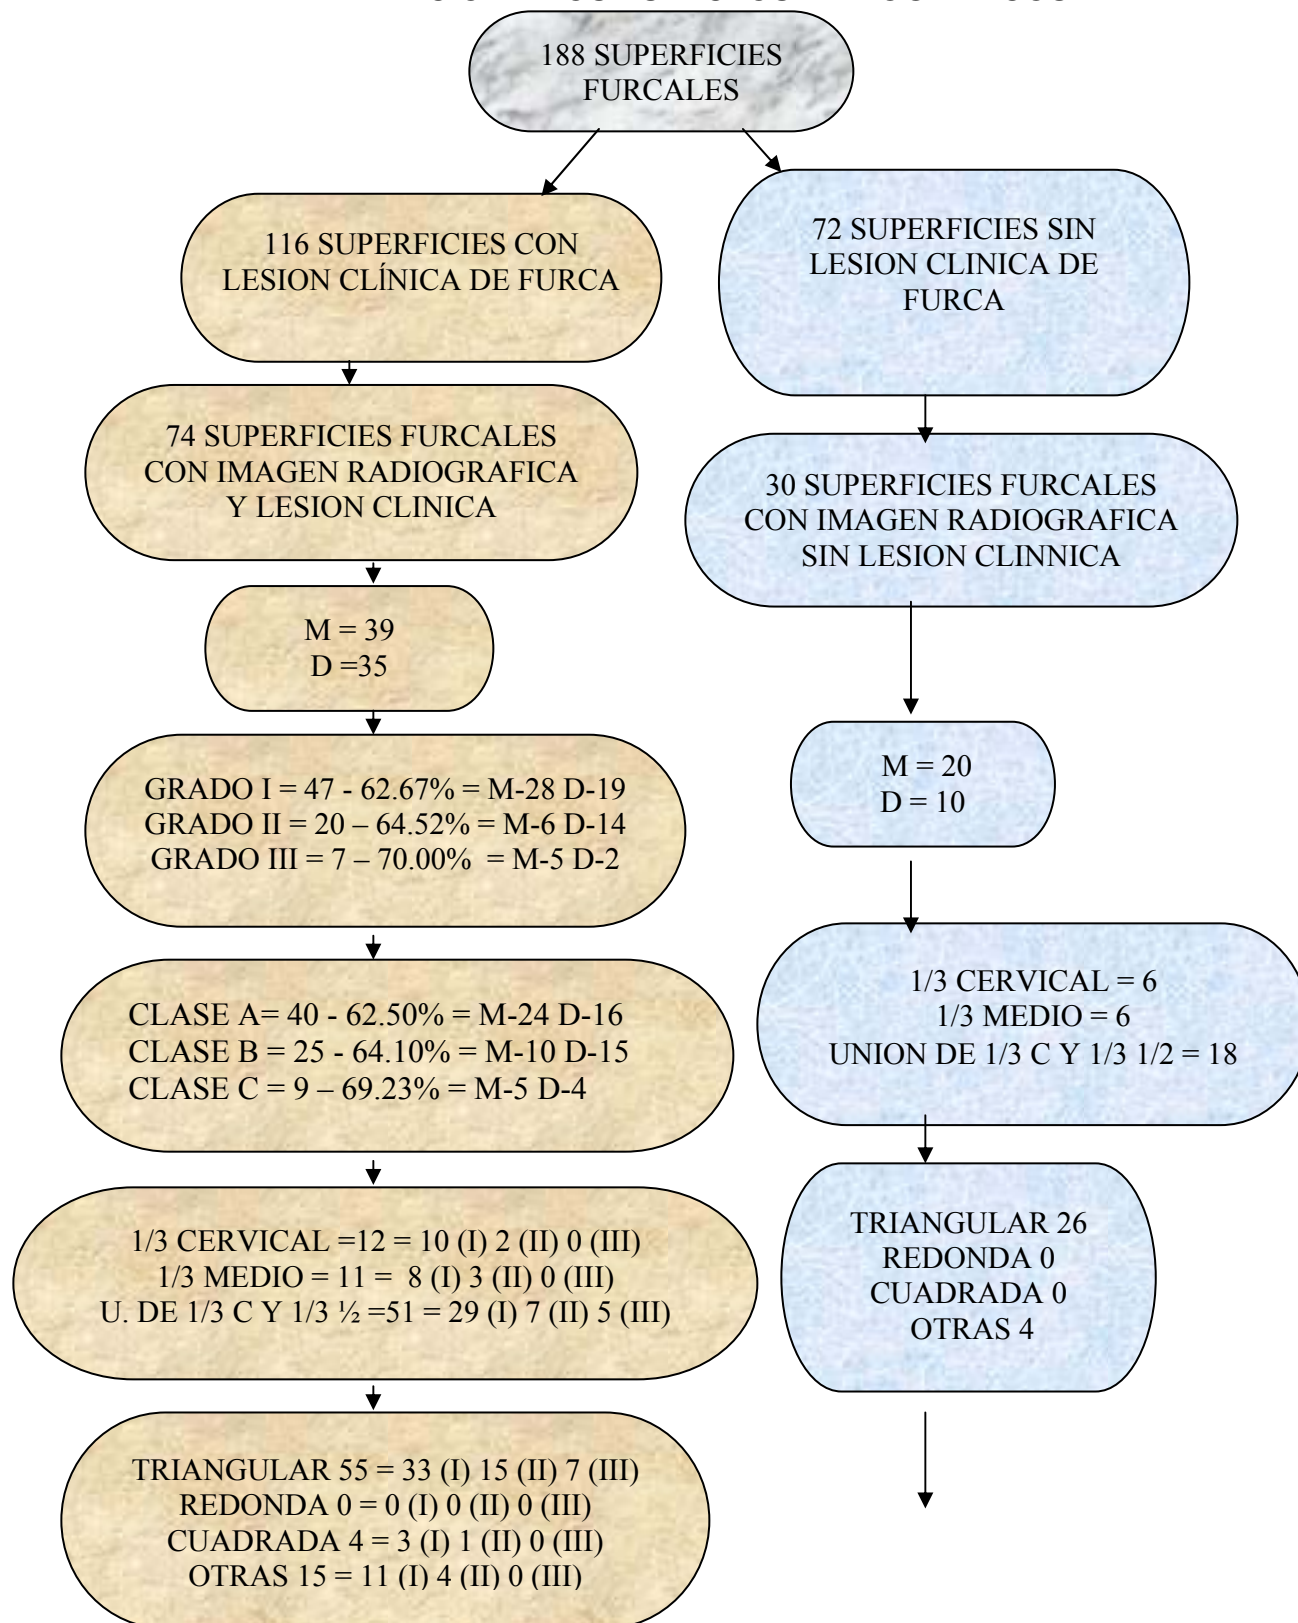 188 SUPERFICIES
FURCALES
116 SUPERFICIES CON
LESION CLÍNICA DE FURCA
74 SUPERFICIES FURCALES
CON IMAGEN RADIOGRAFICA
Y LESION CLINICA
M = 39
D =35
GRADO I = 47 - 62.67% = M-28 D-19
GRADO II = 20 – 64.52% = M-6 D-14
GRADO III = 7 – 70.00% = M-5 D-2
CLASE A= 40 - 62.50% = M-24 D-16
CLASE B = 25 - 64.10% = M-10 D-15
CLASE C = 9 – 69.23% = M-5 D-4
1/3 CERVICAL =12 = 10 (I) 2 (II) 0 (III)
1/3 MEDIO = 11 = 8 (I) 3 (II) 0 (III)
U. DE 1/3 C Y 1/3 ½ =51 = 29 (I) 7 (II) 5 (III)
TRIANGULAR 55 = 33 (I) 15 (II) 7 (III)
REDONDA 0 = 0 (I) 0 (II) 0 (III)
CUADRADA 4 = 3 (I) 1 (II) 0 (III)
OTRAS 15 = 11 (I) 4 (II) 0 (III)
72 SUPERFICIES SIN
LESION CLINICA DE
FURCA
30 SUPERFICIES FURCALES
CON IMAGEN RADIOGRAFICA
SIN LESION CLINNICA
M = 20
D = 10
1/3 CERVICAL = 6
1/3 MEDIO = 6
UNION DE 1/3 C Y 1/3 1/2 = 18
TRIANGULAR 26
REDONDA 0
CUADRADA 0
OTRAS 4